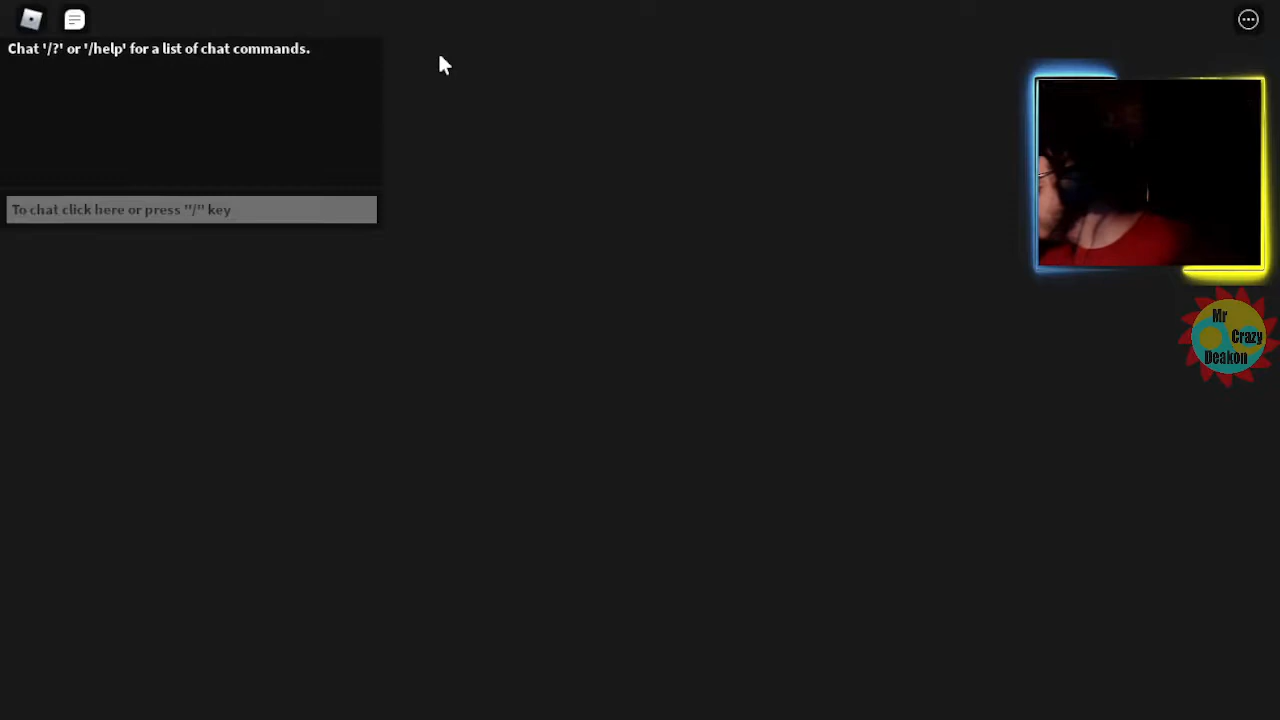 Chat '/?' or '/help' for a list of chat commands.
To chat click here or press "/" key
Mr
Crazy
Deakon